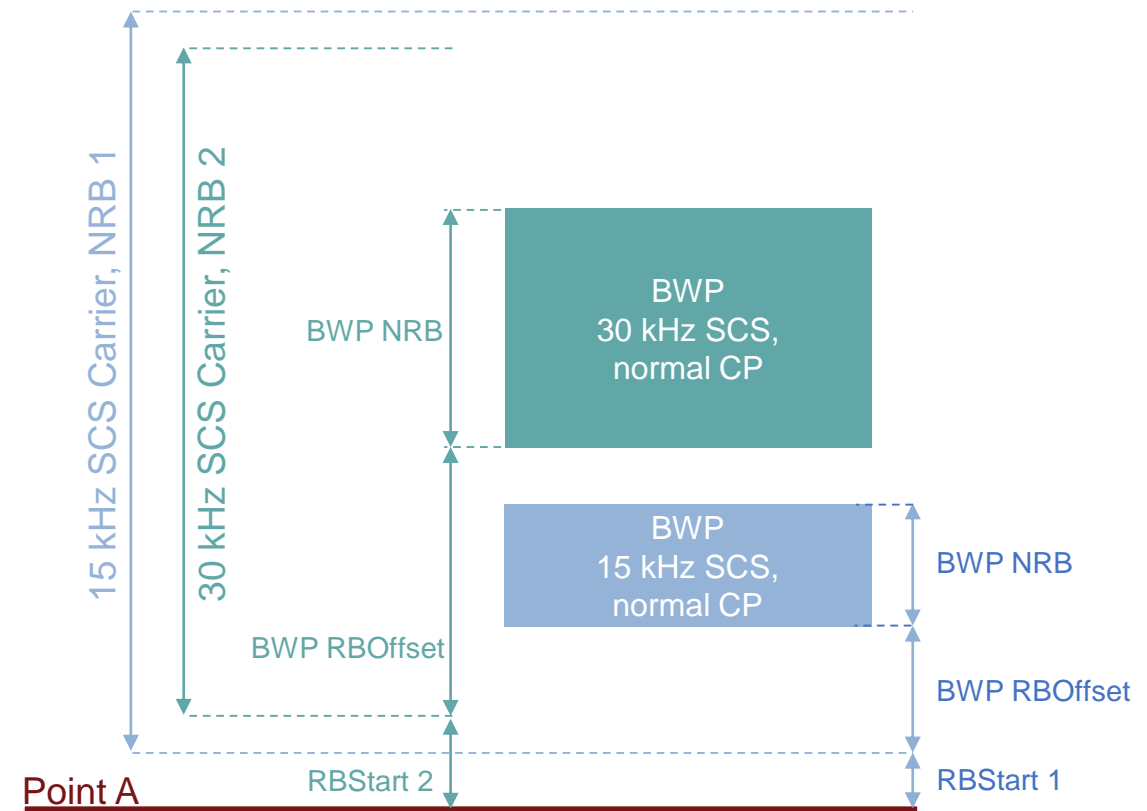 15 kHz SCS Carrier, NRB 1
30 kHz SCS Carrier, NRB 2
BWP NRB
BWP
30 kHz SCS,
normal CP
BWP
15 kHz SCS,
normal CP
BWP NRB
BWP RBOffset
BWP RBOffset
RBStart 2
RBStart 1
Point A